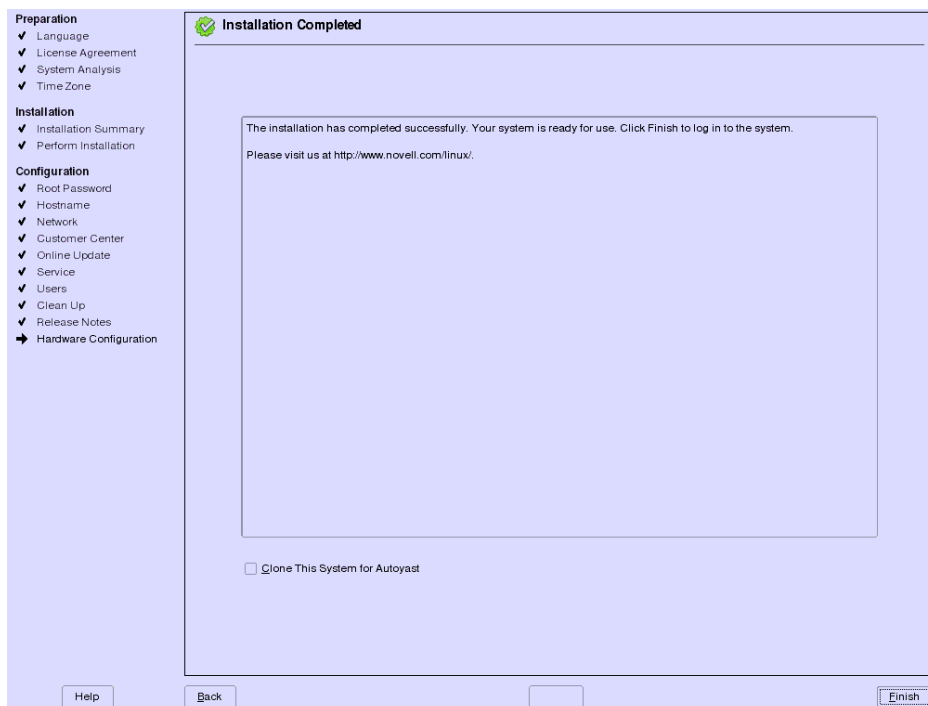 Preparation
Language
License Agreement
System Analysis
Time Zone
Installation
Installation Summary
Perform Installation
Configuration
Root Password
Hostname
Network
Customer Center
Online Update
Service
Users
Clean Up
Release Notes
Hardware Configuration
Installation Completed
The installation has completed successfully. Your system is ready for use. Click Finish to log in to the system.
Please visit us at http://www.novell.com/linux/.
Clone This System for Autoyast
Help
Back
Finish